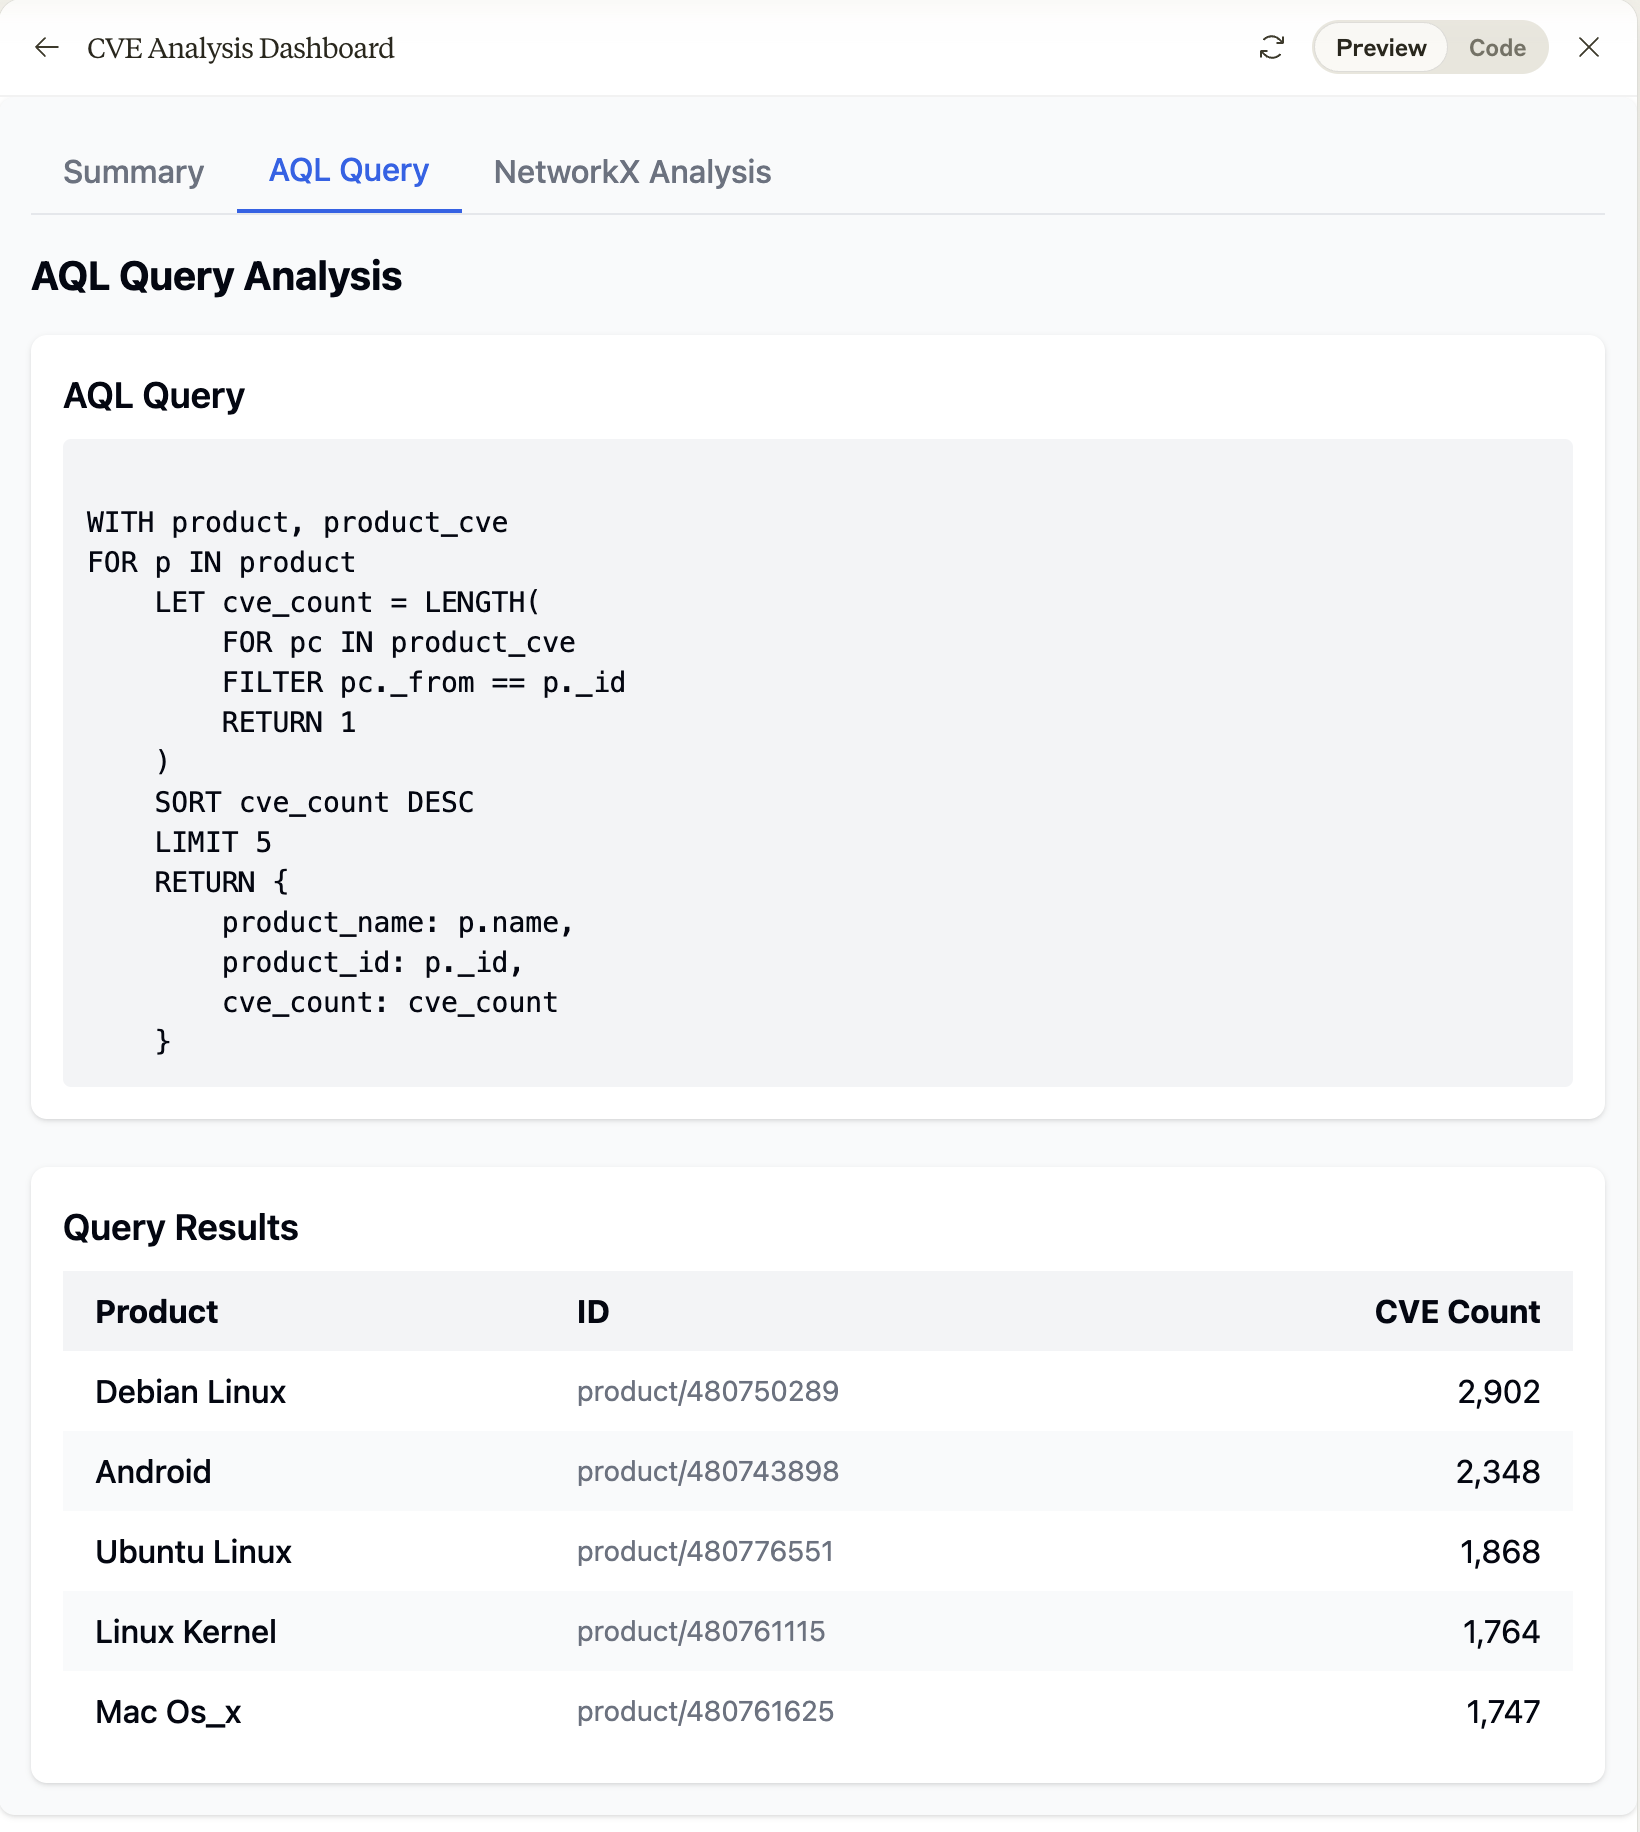 CVE Analysis Dashboard
Preview Code
Summary AQL Query NetworkX Analysis
AQL Query Analysis
AQL Query
WITH product, product_cve
FOR p IN product
    LET cve_count = LENGTH(
        FOR pc IN product_cve
        FILTER pc._from == p._id
        RETURN 1
    )
    SORT cve_count DESC
    LIMIT 5
    RETURN {
        product_name: p.name,
        product_id: p._id,
        cve_count: cve_count
    }
Query Results
Product ID CVE Count
Debian Linux product/480750289 2,902
Android product/480743898 2,348
Ubuntu Linux product/480776551 1,868
Linux Kernel product/480761115 1,764
Mac Os_x product/480761625 1,747